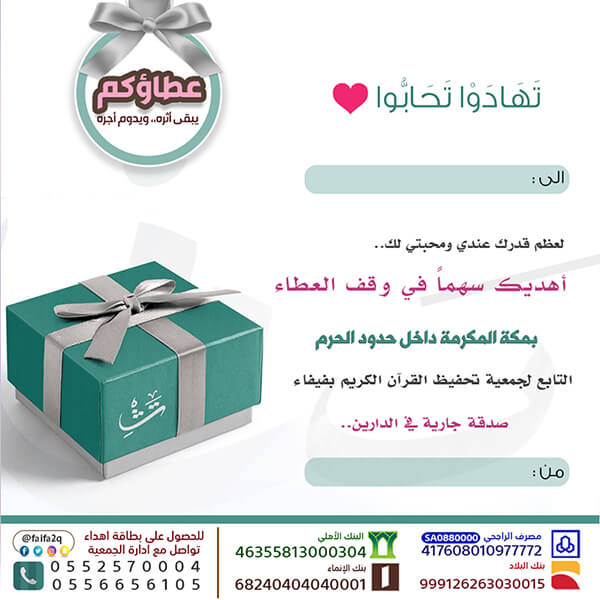 عطاؤكم
يبقى أثره،، ويدوم أجره
تَهَادَوْا تَحَابُّوا
الى:
لعظم قدرك عندي ومحبتي لك..
أهديك سهماً في وقف العطاء
بمكة المكرمة داخل حدود الحرم
التابع لجمعية تحفيظ القرآن الكريم بفيفاء
صدقة جارية في الدارين..
من:
مصرف الراجحي SA0880000
417608010977772
بنك البلاد
999126263030015
البنك الأهلي
46355813000304
بنك الإنماء
68240404040001
للحصول على بطاقة اهداء
تواصل مع ادارة الجمعية
@faifa2q
0552570004
0556656105